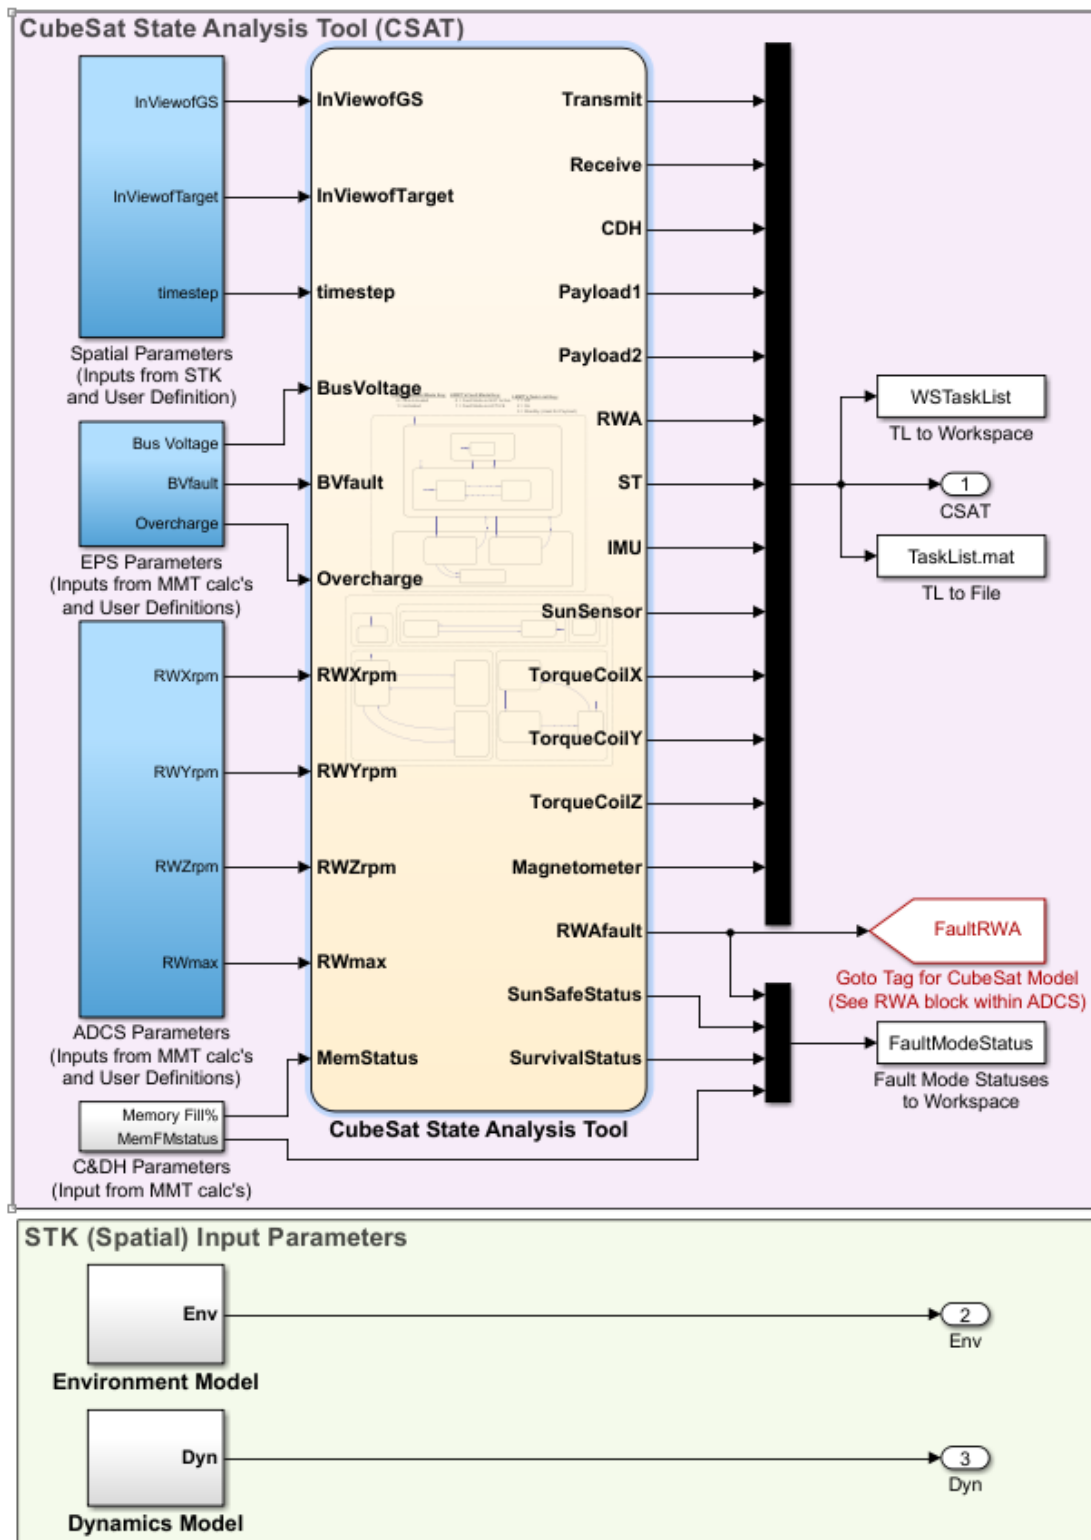 CubeSat State Analysis Tool (CSAT)
InViewofGS
InViewofTarget
timestep
Spatial Parameters
(Inputs from STK
and User Definition)
Bus Voltage
BVfault
Overcharge
EPS Parameters
(Inputs from MMT calc's
and User Definitions)
RWXrpm
RWYrpm
RWZrpm
RWmax
ADCS Parameters
(Inputs from MMT calc's
and User Definitions)
Memory Fill%
MemFMstatus
C&DH Parameters
(Input from MMT calc's)
InViewofGS
InViewofTarget
timestep
BusVoltage
BVfault
Overcharge
RWXrpm
RWYrpm
RWZrpm
RWmax
MemStatus
Transmit
Receive
CDH
Payload1
Payload2
RWA
ST
IMU
SunSensor
TorqueCoilX
TorqueCoilY
TorqueCoilZ
Magnetometer
RWAfault
SunSafeStatus
SurvivalStatus
CubeSat State Analysis Tool
WSTaskList
TL to Workspace
1
CSAT
TaskList.mat
TL to File
FaultRWA
Goto Tag for CubeSat Model
(See RWA block within ADCS)
FaultModeStatus
Fault Mode Statuses
to Workspace
STK (Spatial) Input Parameters
Env
Environment Model
2
Env
Dyn
Dynamics Model
3
Dyn